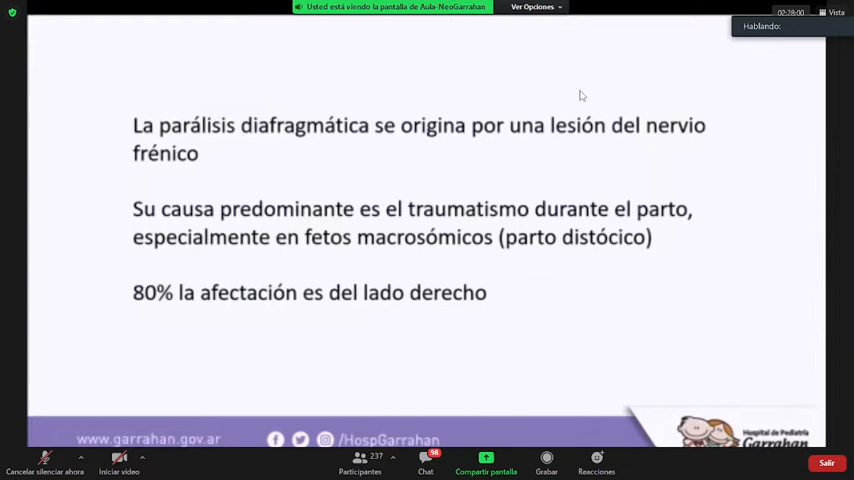 Usted está viendo la pantalla de Aula-NeoGarrahan
Ver Opciones
02:28:00
Vista
Hablando:
La parálisis diafragmática se origina por una lesión del nervio
frénico
Su causa predominante es el traumatismo durante el parto,
especialmente en fetos macrosómicos (parto distócico)
80% la afectación es del lado derecho
www.garrahan.gov.ar
/HospGarrahan
Hospital de Pediatría
Garrahan
Cancelar silenciar ahora
Iniciar video
Participantes
237
Chat
98
Compartir pantalla
Grabar
Reacciones
Salir